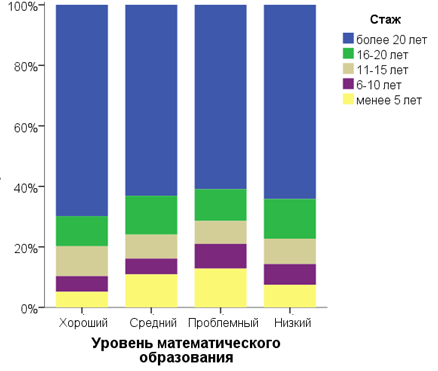 100%
80%
60%
40%
20%
0%
Хороший Средний Проблемный Низкий
Уровень математического
образования
Стаж
более 20 лет
16-20 лет
11-15 лет
6-10 лет
менее 5 лет